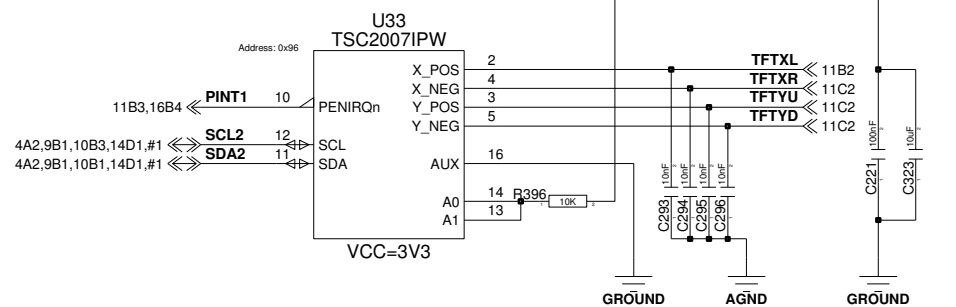 U33
TSC2007IPW
Address: 0x96
X_POS 2 TFTXL 11B2
X_NEG 4 TFTXR 11C2
11B3,16B4 PINT1 10 PENIRQn Y_POS 3 TFTYU 11C2
Y_NEG 5 TFTYD 11C2
4A2,9B1,10B3,14D1,#1 SCL2 12 SCL
4A2,9B1,10B1,14D1,#1 SDA2 11 SDA AUX 16
A0 14 R396 1 10K 2
A1 13
10nF 10nF 10nF 10nF
C293 C294 C295 C296
100nF 10uF
C221 C323
VCC=3V3
GROUND AGND GROUND